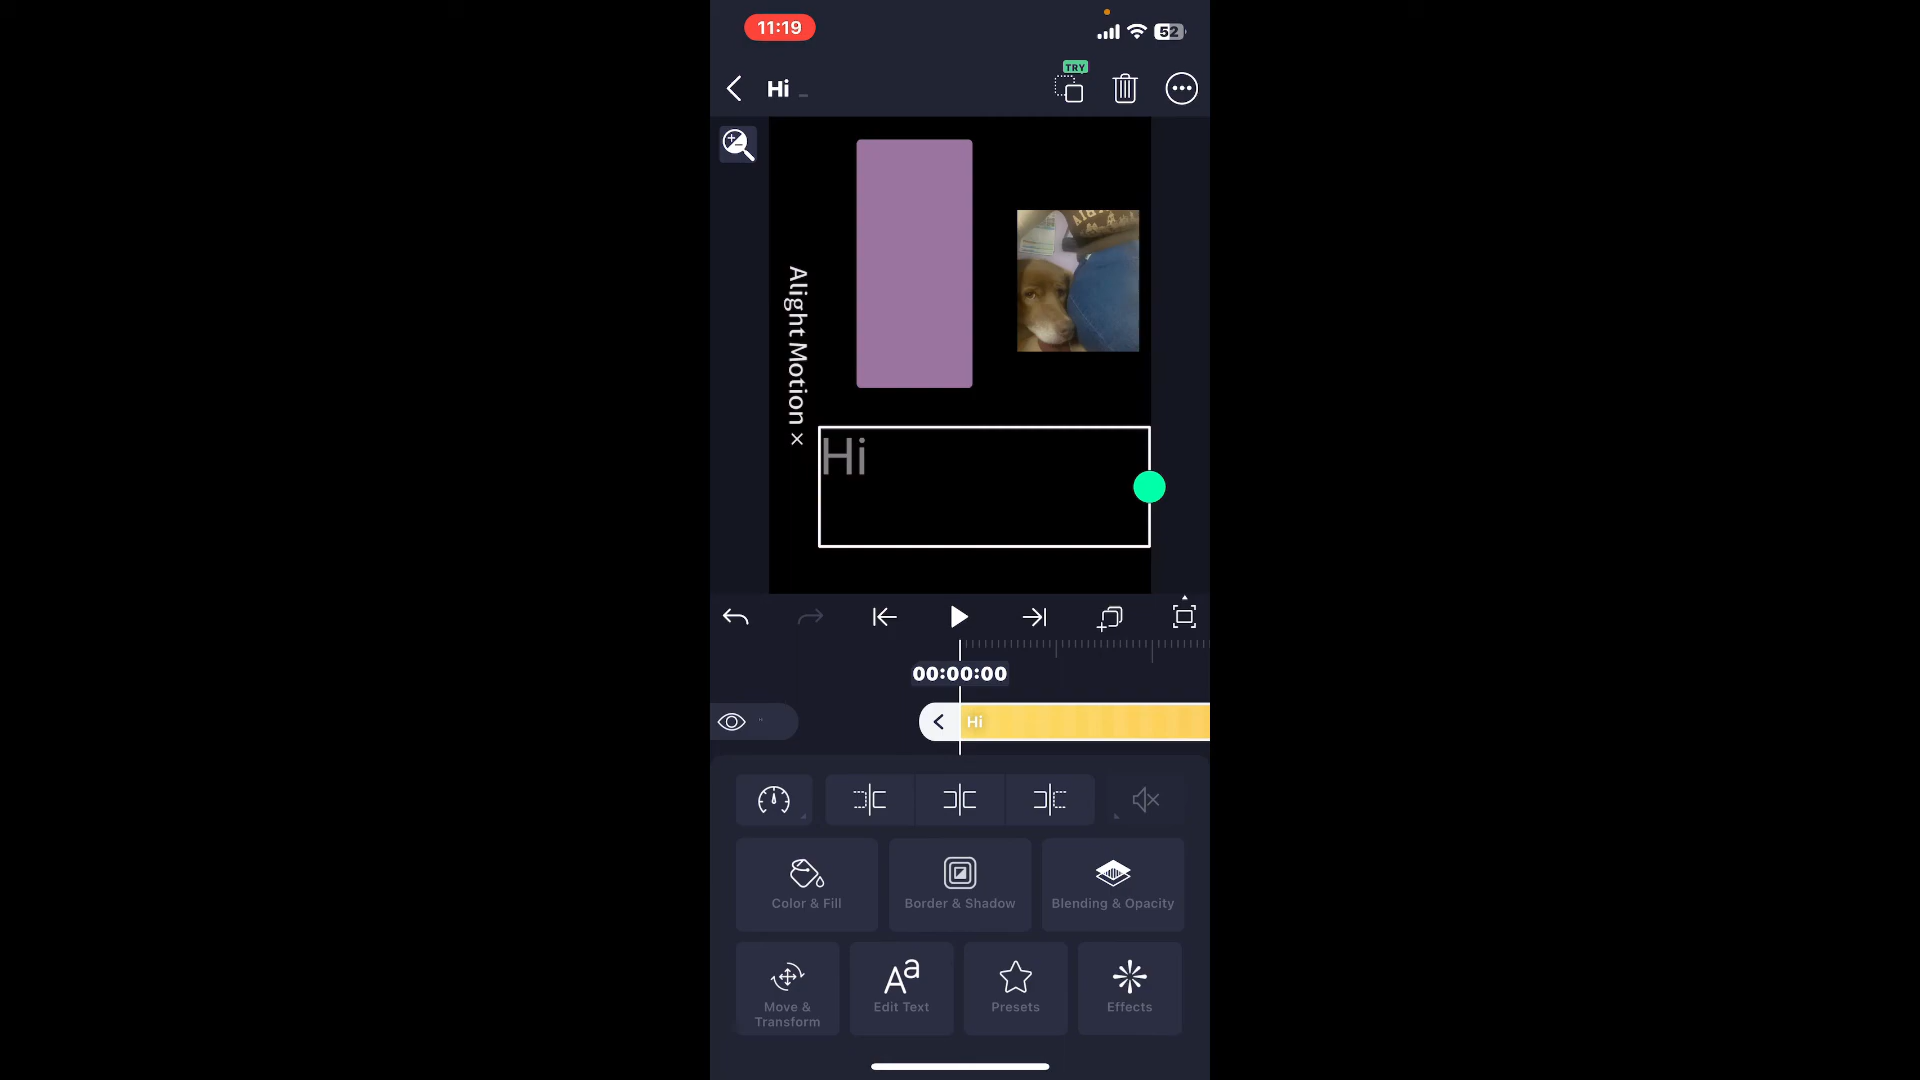 11:19
52
Hi
TRY
Alight Motion ×
Hi
00:00:00
Hi
Color & Fill
Border & Shadow
Blending & Opacity
Move &
Transform
Edit Text
Presets
Effects